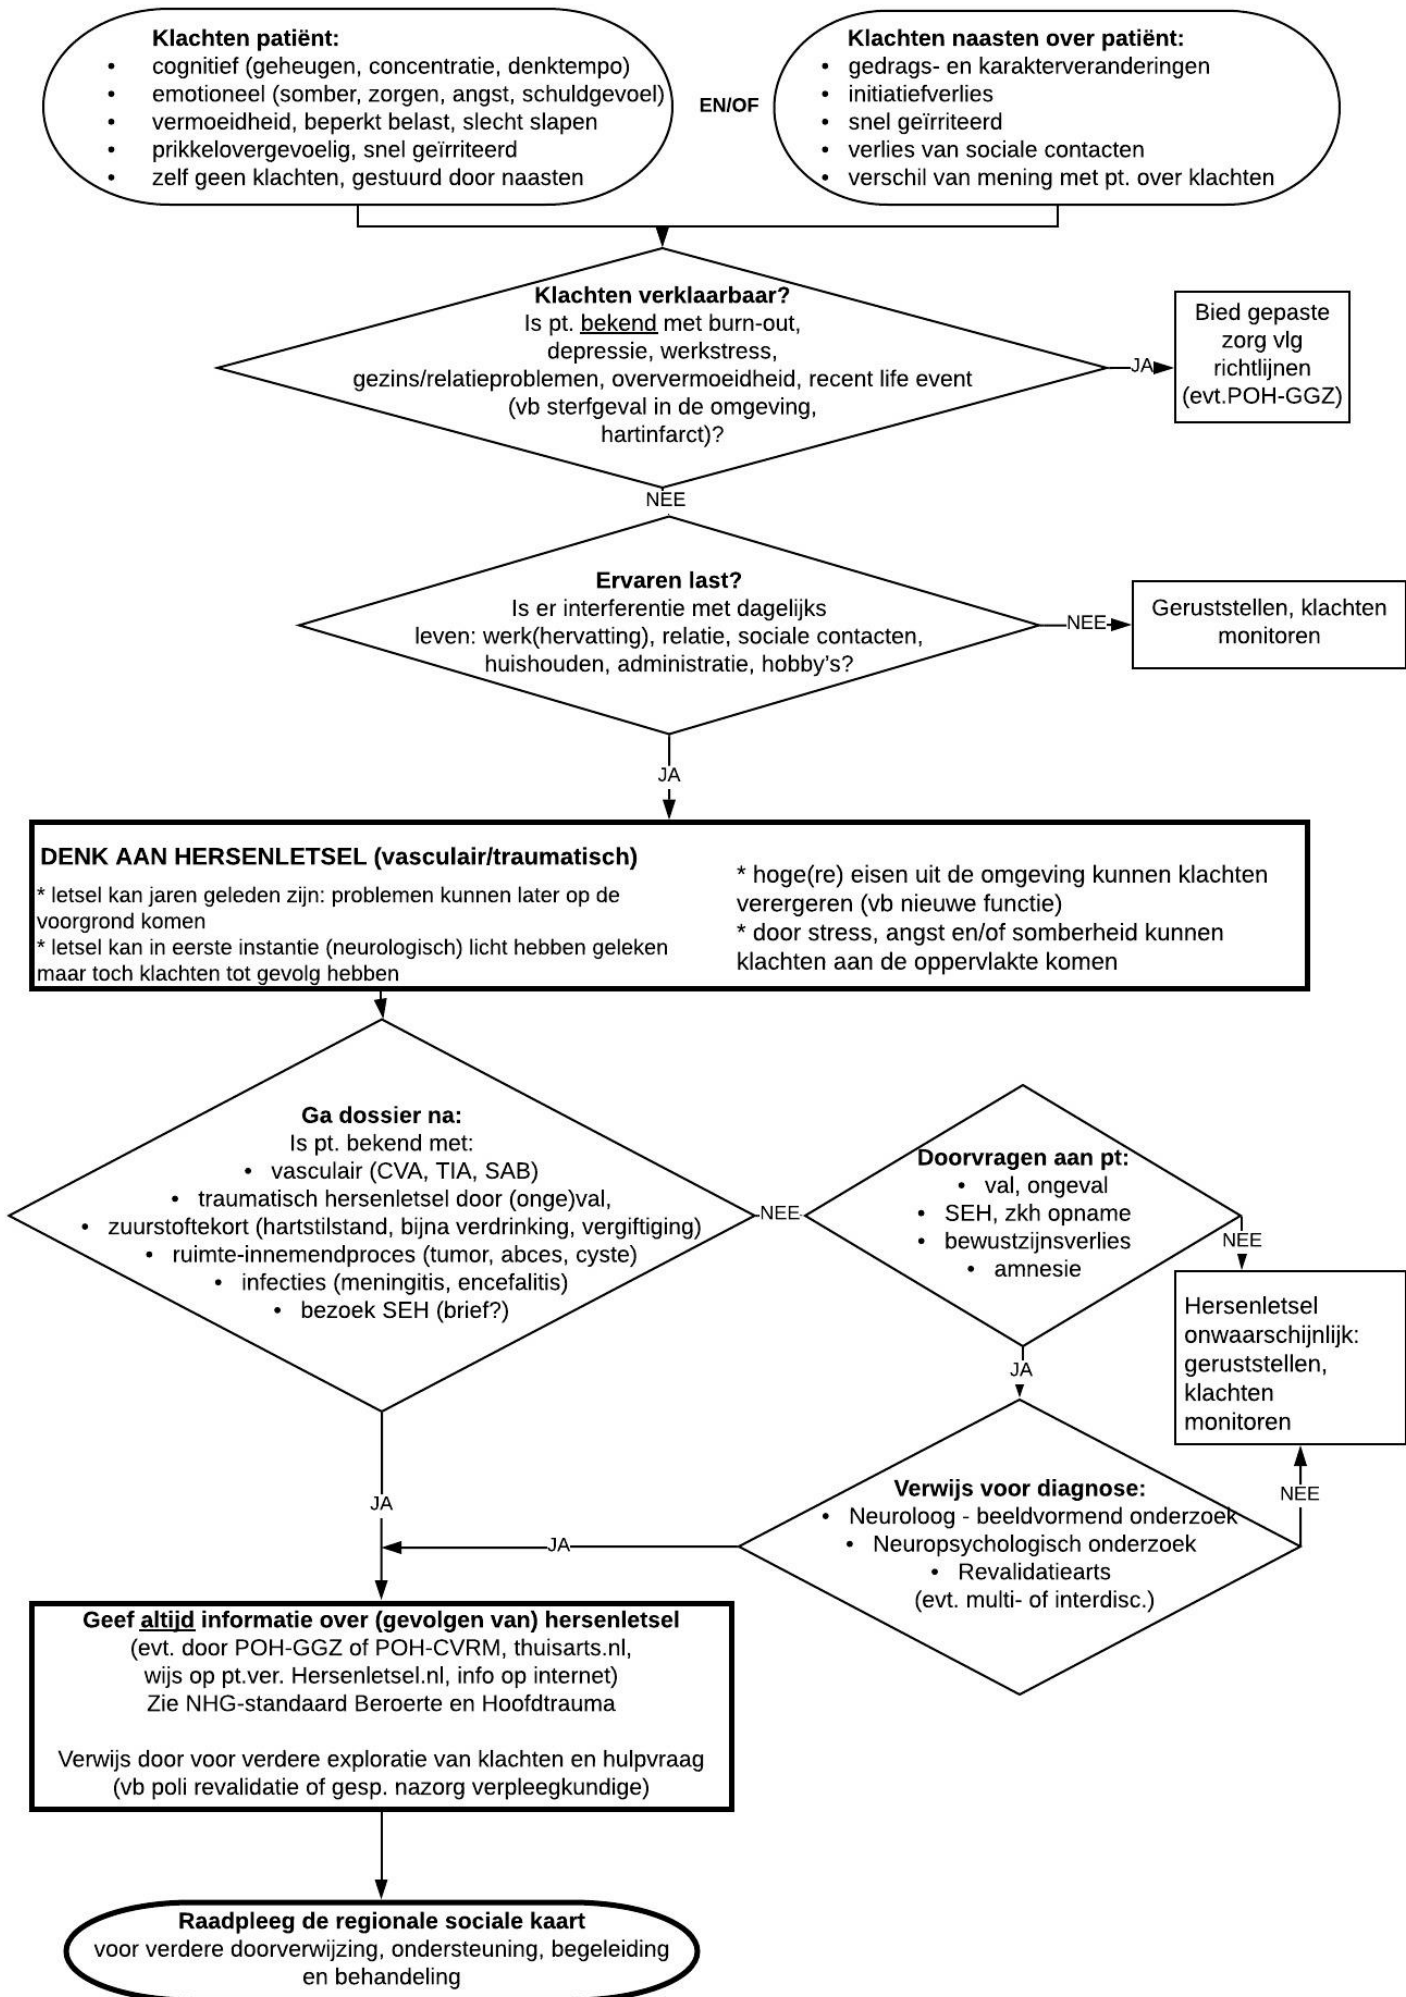 Klachten patiënt:
• cognitief (geheugen, concentratie, denktempo)
• emotioneel (somber, zorgen, angst, schuldgevoel)
• vermoeidheid, beperkt belast, slecht slapen
• prikkelovergevoelig, snel geïrriteerd
• zelf geen klachten, gestuurd door naasten
EN/OF
Klachten naasten over patiënt:
• gedrags- en karakterveranderingen
• initiatiefverlies
• snel geïrriteerd
• verlies van sociale contacten
• verschil van mening met pt. over klachten
Klachten verklaarbaar?
Is pt. bekend met burn-out,
depressie, werkstress,
gezins/relatieproblemen, oververmoeidheid, recent life event
(vb sterfgeval in de omgeving,
hartinfarct)?
JA
Bied gepaste
zorg vlg
richtlijnen
(evt.POH-GGZ)
NEE
Ervaren last?
Is er interferentie met dagelijks
leven: werk(hervatting), relatie, sociale contacten,
huishouden, administratie, hobby's?
NEE
Geruststellen, klachten
monitoren
JA
DENK AAN HERSENLETSEL (vasculair/traumatisch)
* letsel kan jaren geleden zijn: problemen kunnen later op de
voorgrond komen
* letsel kan in eerste instantie (neurologisch) licht hebben geleken
maar toch klachten tot gevolg hebben
* hoge(re) eisen uit de omgeving kunnen klachten
verergeren (vb nieuwe functie)
* door stress, angst en/of somberheid kunnen
klachten aan de oppervlakte komen
Ga dossier na:
Is pt. bekend met:
• vasculair (CVA, TIA, SAB)
• traumatisch hersenletsel door (onge)val,
• zuurstoftekort (hartstilstand, bijna verdrinking, vergiftiging)
• ruimte-innemendproces (tumor, abces, cyste)
• infecties (meningitis, encefalitis)
• bezoek SEH (brief?)
NEE
Doorvragen aan pt:
• val, ongeval
• SEH, zkh opname
• bewustzijnsverlies
• amnesie
NEE
Hersenletsel
onwaarschijnlijk:
geruststellen,
klachten
monitoren
JA
Verwijs voor diagnose:
• Neuroloog - beeldvormend onderzoek
• Neuropsychologisch onderzoek
• Revalidatiearts
(evt. multi- of interdisc.)
NEE
JA
JA
Geef altijd informatie over (gevolgen van) hersenletsel
(evt. door POH-GGZ of POH-CVRM, thuisarts.nl,
wijs op pt.ver. Hersenletsel.nl, info op internet)
Zie NHG-standaard Beroerte en Hoofdtrauma
Verwijs door voor verdere exploratie van klachten en hulpvraag
(vb poli revalidatie of gesp. nazorg verpleegkundige)
Raadpleeg de regionale sociale kaart
voor verdere doorverwijzing, ondersteuning, begeleiding
en behandeling